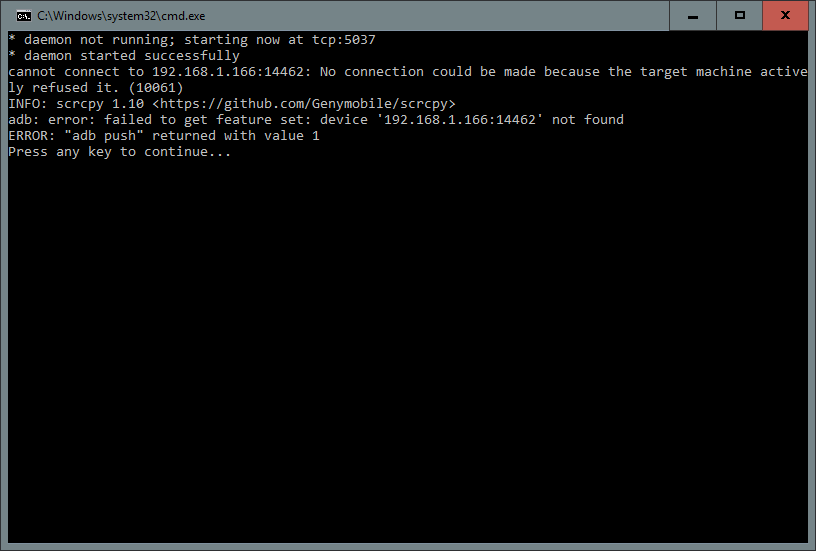 C:\Windows\system32\cmd.exe
* daemon not running; starting now at tcp:5037
* daemon started successfully
cannot connect to 192.168.1.166:14462: No connection could be made because the target machine active
ly refused it. (10061)
INFO: scrcpy 1.10 <https://github.com/Genymobile/scrcpy>
adb: error: failed to get feature set: device '192.168.1.166:14462' not found
ERROR: "adb push" returned with value 1
Press any key to continue...